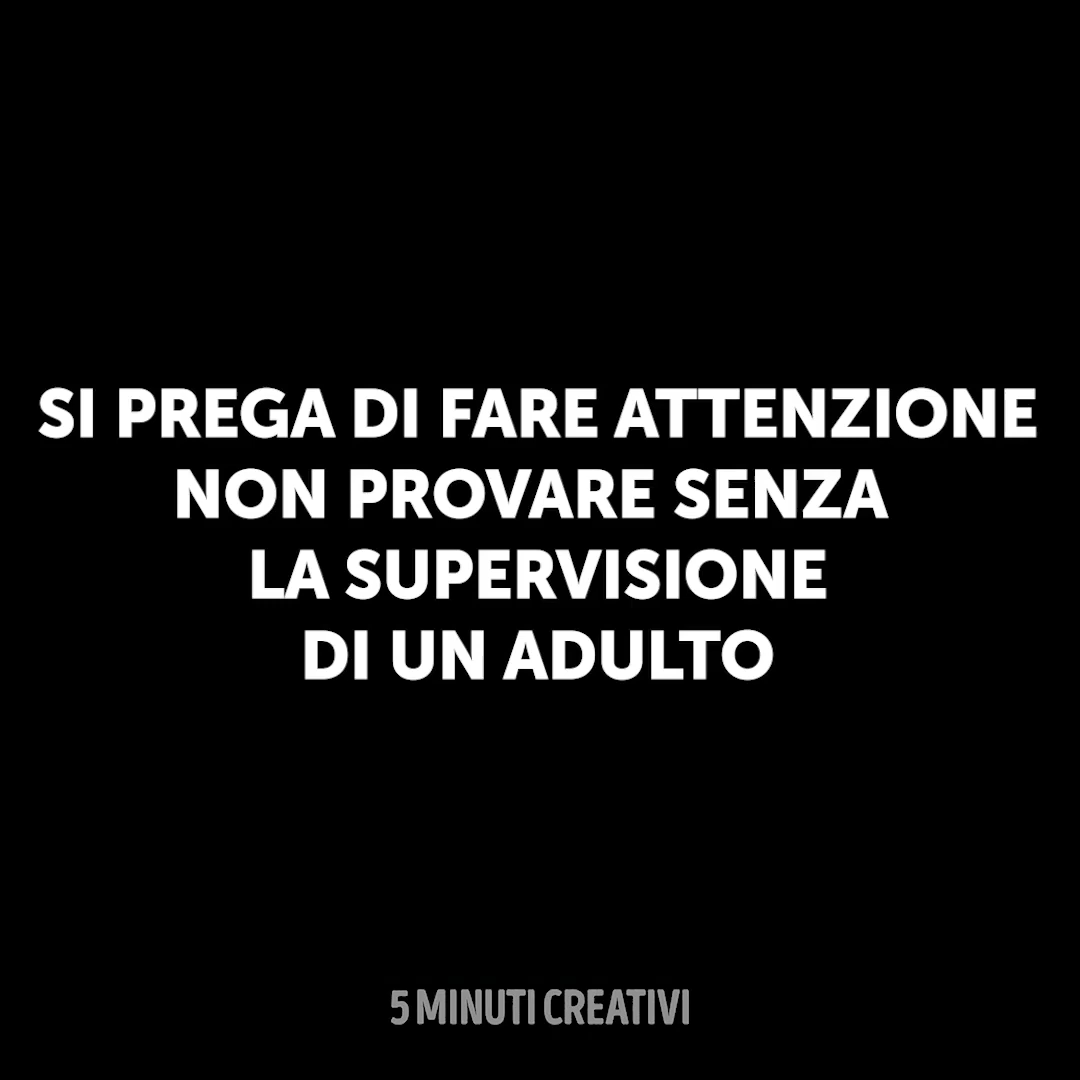 SI PREGA DI FARE ATTENZIONE
NON PROVARE SENZA
LA SUPERVISIONE
DI UN ADULTO
5 MINUTI CREATIVI